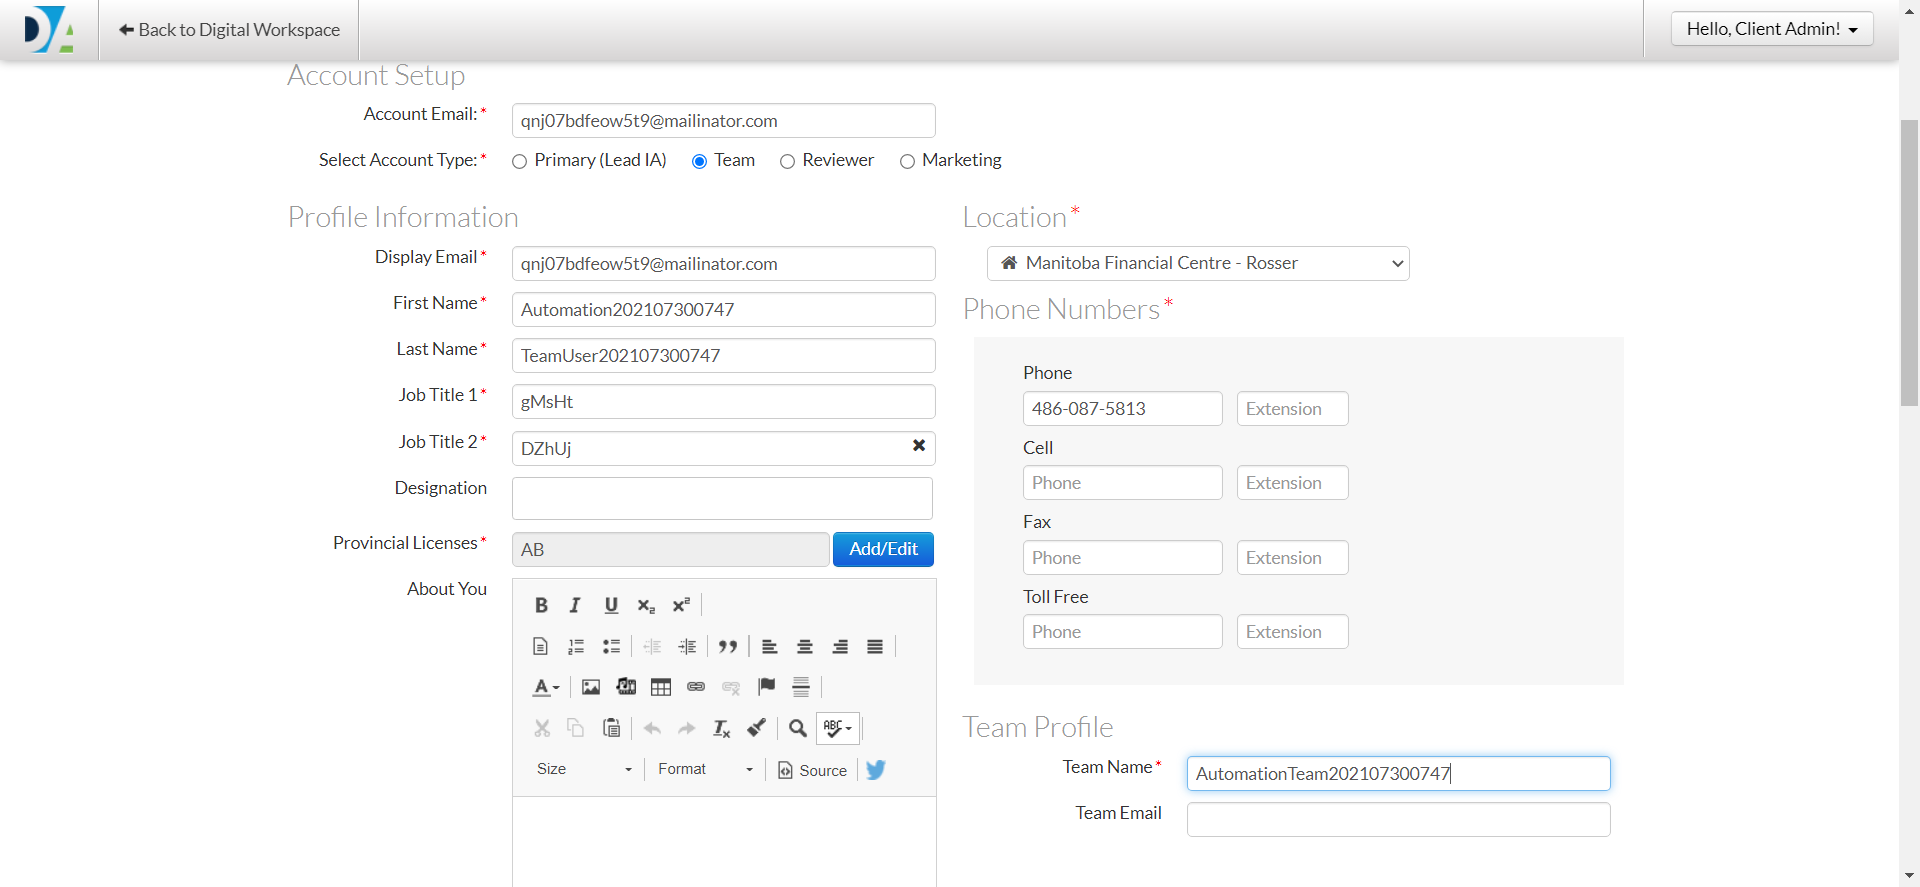 Back to Digital Workspace
Hello, Client Admin!
Account Setup
Account Email:*
qnj07bdfeow5t9@mailinator.com
Select Account Type:*
Primary (Lead IA)
Team
Reviewer
Marketing
Profile Information
Display Email*
qnj07bdfeow5t9@mailinator.com
First Name*
Automation202107300747
Last Name*
TeamUser202107300747
Job Title 1*
gMsHt
Job Title 2*
DZhUj
Designation
Provincial Licenses*
AB
Add/Edit
About You
B I U x₂ x²
A
ABC
Size
Format
Source
Location*
Manitoba Financial Centre - Rosser
Phone Numbers*
Phone
486-087-5813
Extension
Cell
Phone
Extension
Fax
Phone
Extension
Toll Free
Phone
Extension
Team Profile
Team Name*
AutomationTeam202107300747
Team Email